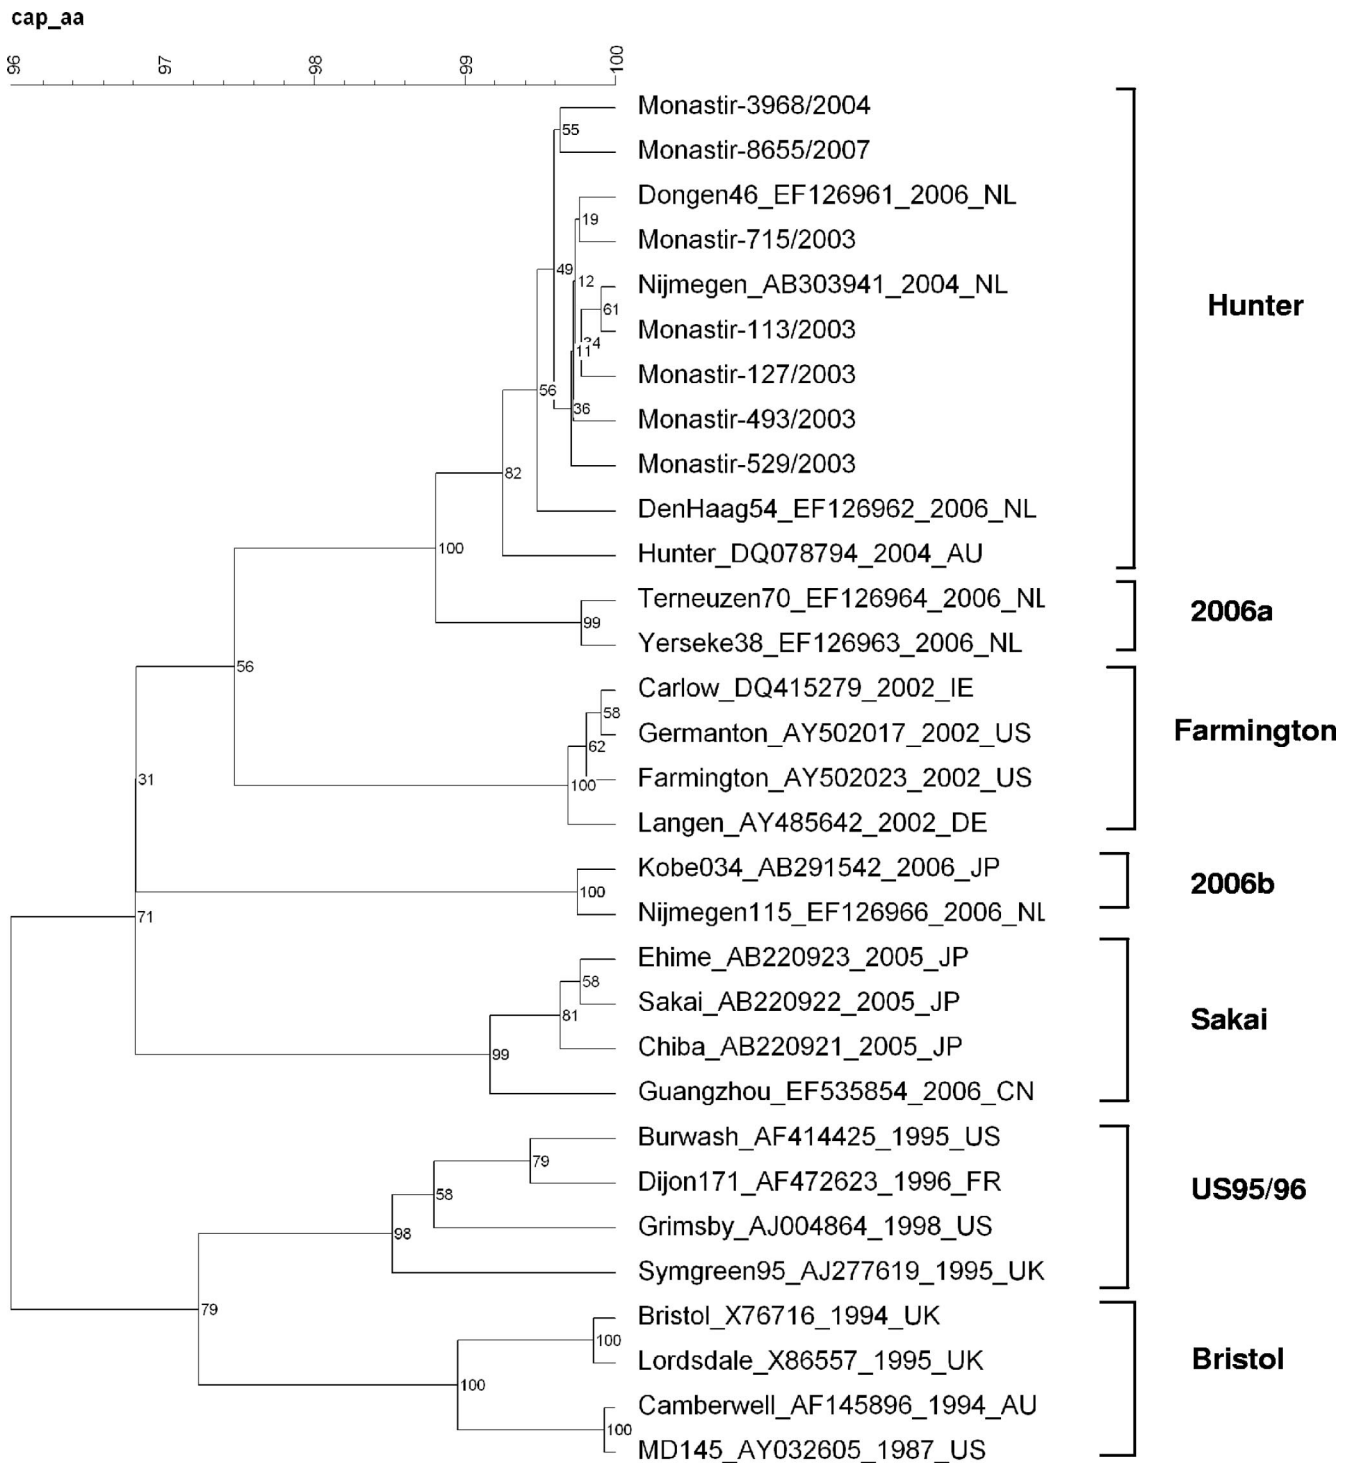 cap_aa
96 97 98 99 100
Monastir-3968/2004
55
Monastir-8655/2007
Dongen46_EF126961_2006_NL
19
Monastir-715/2003
49
12
Nijmegen_AB303941_2004_NL
Hunter
61
Monastir-113/2003
34
11
Monastir-127/2003
56
36
Monastir-493/2003
Monastir-529/2003
82
DenHaag54_EF126962_2006_NL
100
Hunter_DQ078794_2004_AU
Terneuzen70_EF126964_2006_NL
2006a
99
Yerseke38_EF126963_2006_NL
56
Carlow_DQ415279_2002_IE
58
Germanton_AY502017_2002_US
Farmington
62
31
Farmington_AY502023_2002_US
100
Langen_AY485642_2002_DE
Kobe034_AB291542_2006_JP
2006b
100
Nijmegen115_EF126966_2006_NL
71
Ehime_AB220923_2005_JP
58
Sakai_AB220922_2005_JP
81
Sakai
Chiba_AB220921_2005_JP
99
Guangzhou_EF535854_2006_CN
Burwash_AF414425_1995_US
79
Dijon171_AF472623_1996_FR
US95/96
58
Grimsby_AJ004864_1998_US
98
Symgreen95_AJ277619_1995_UK
79
Bristol_X76716_1994_UK
100
Lordsdale_X86557_1995_UK
Bristol
100
Camberwell_AF145896_1994_AU
100
MD145_AY032605_1987_US